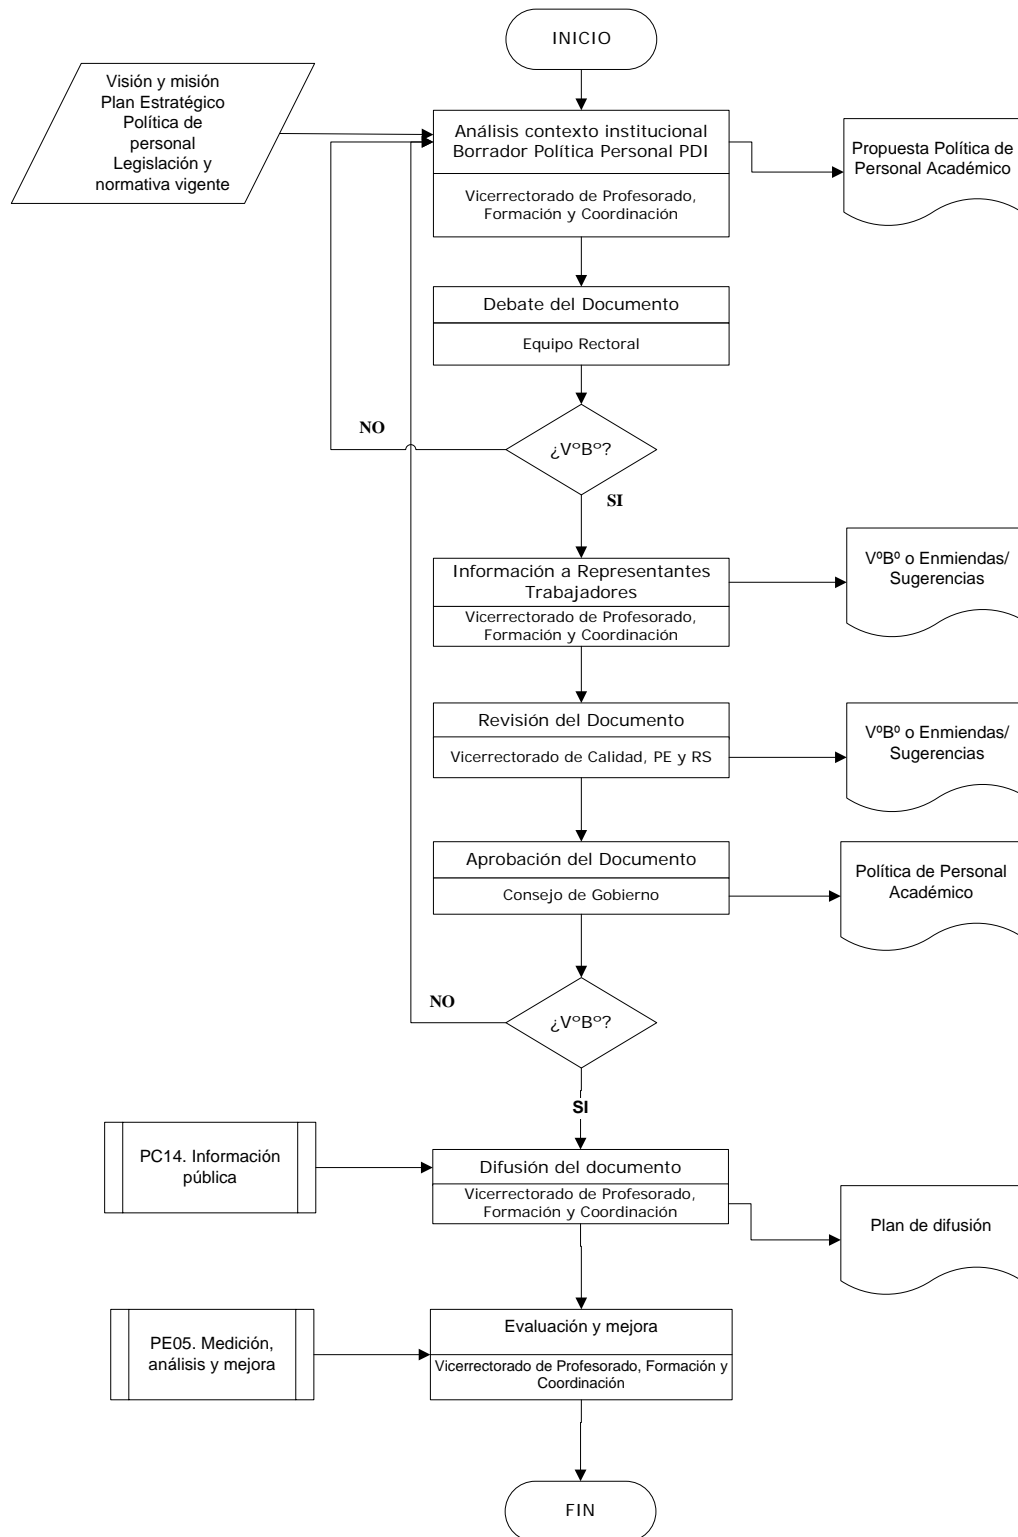 INICIO
Visión y misión
Plan Estratégico
Política de
personal
Legislación y
normativa vigente
Análisis contexto institucional
Borrador Política Personal PDI
Vicerrectorado de Profesorado,
Formación y Coordinación
Propuesta Política de
Personal Académico
Debate del Documento
Equipo Rectoral
NO
¿VºBº?
SI
Información a Representantes
Trabajadores
Vicerrectorado de Profesorado,
Formación y Coordinación
VºBº o Enmiendas/
Sugerencias
Revisión del Documento
Vicerrectorado de Calidad, PE y RS
VºBº o Enmiendas/
Sugerencias
Aprobación del Documento
Consejo de Gobierno
Política de Personal
Académico
NO
¿VºBº?
SI
PC14. Información
pública
Difusión del documento
Vicerrectorado de Profesorado,
Formación y Coordinación
Plan de difusión
PE05. Medición,
análisis y mejora
Evaluación y mejora
Vicerrectorado de Profesorado, Formación y
Coordinación
FIN